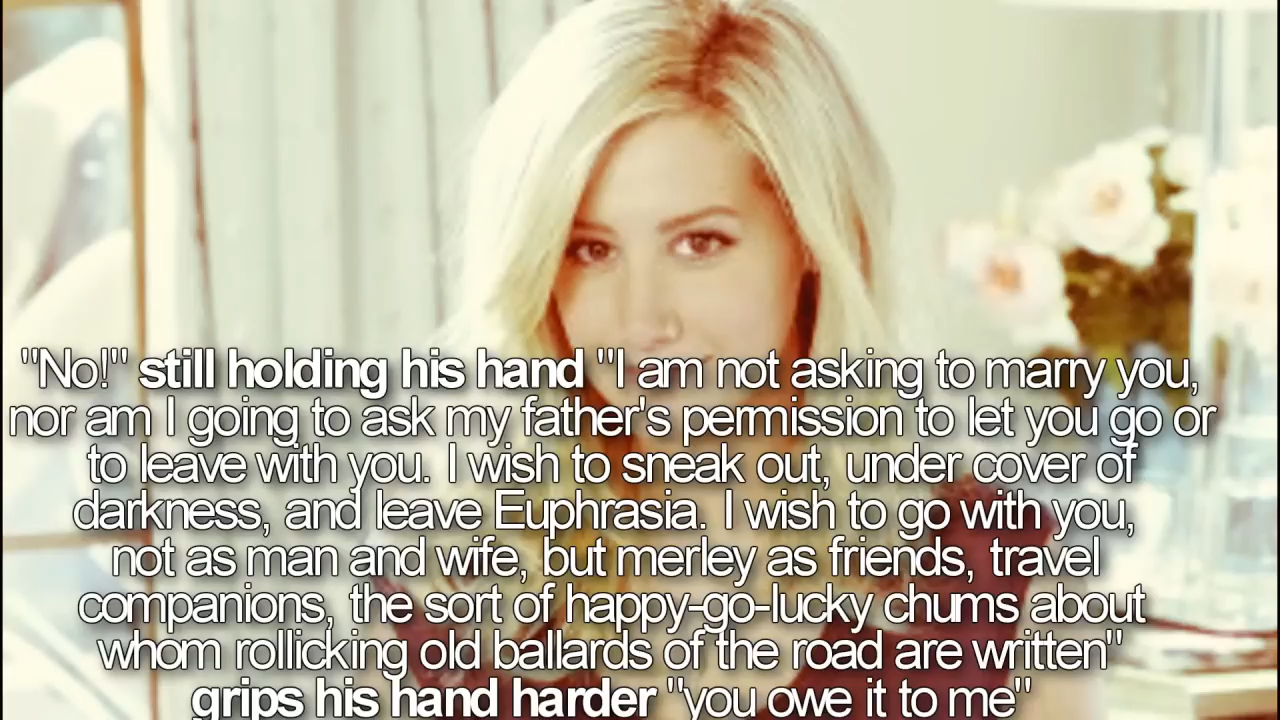 "No!" still holding his hand "I am not asking to marry you,
nor am I going to ask my father's permission to let you go or
to leave with you. I wish to sneak out, under cover of
darkness, and leave Euphrasia. I wish to go with you,
not as man and wife, but merley as friends, travel
companions, the sort of happy-go-lucky chums about
whom rollicking old ballards of the road are written"
grips his hand harder "you owe it to me"